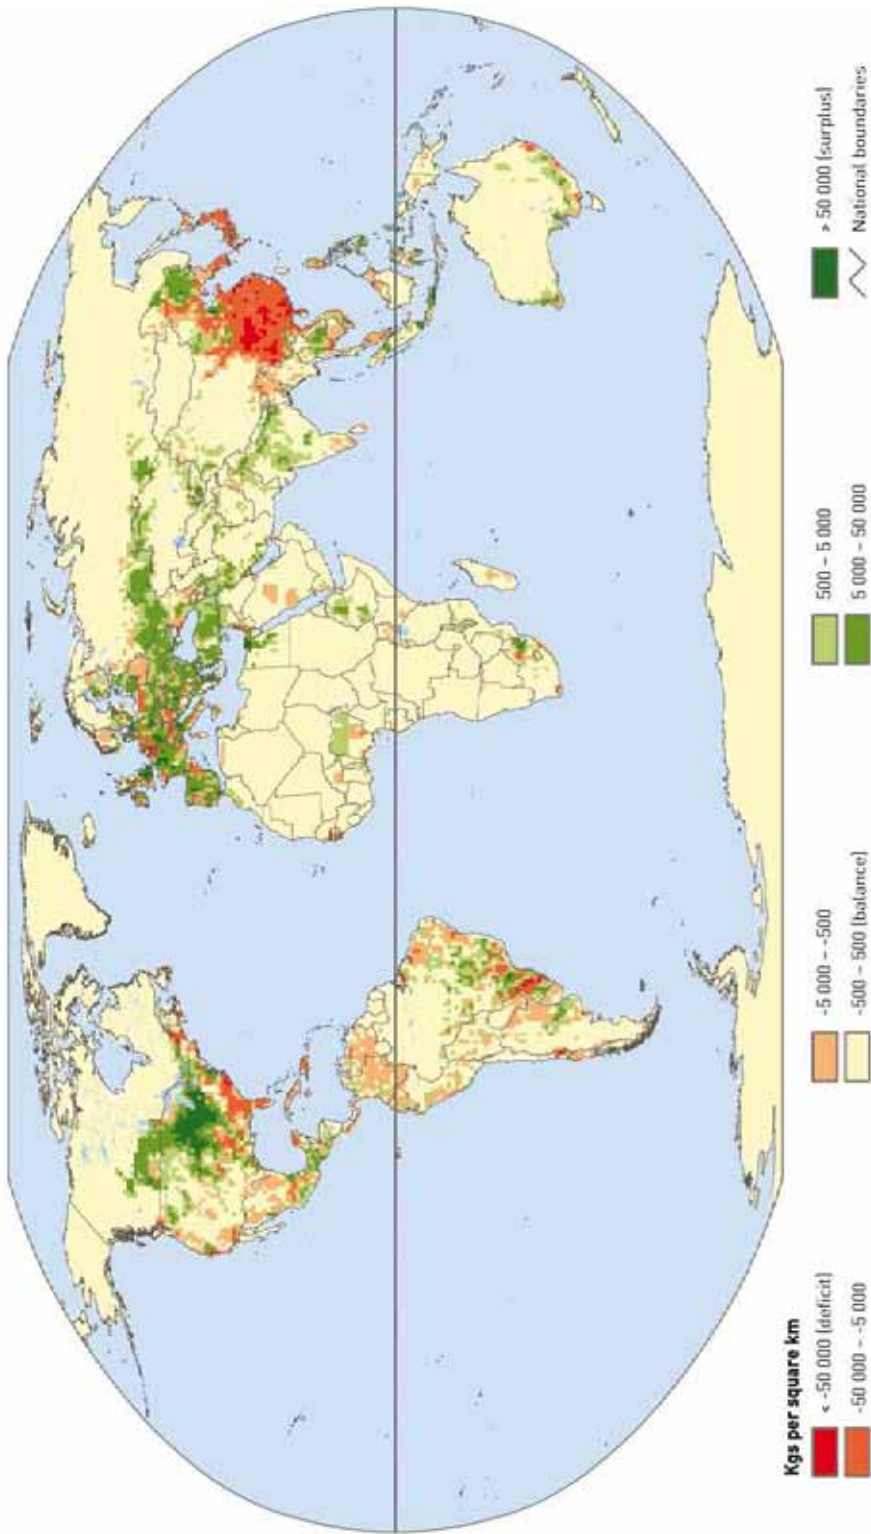 Kgs per square km
< -50 000 (deficit)
-50 000 – -5 000
-5 000 – -500
-500 – 500 (balance)
500 – 5 000
5 000 – 50 000
> 50 000 (surplus)
National boundaries